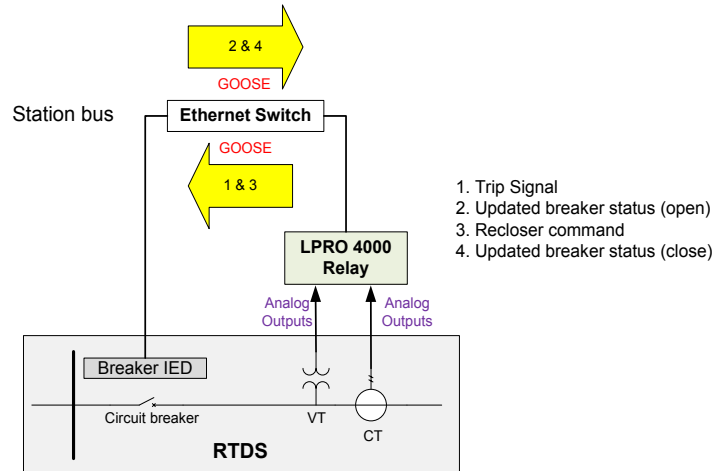 2 & 4
GOOSE
Station bus
Ethernet Switch
GOOSE
1 & 3
1. Trip Signal
2. Updated breaker status (open)
3. Recloser command
4. Updated breaker status (close)
LPRO 4000
Relay
Analog
Outputs
Analog
Outputs
Breaker IED
Circuit breaker
VT
CT
RTDS